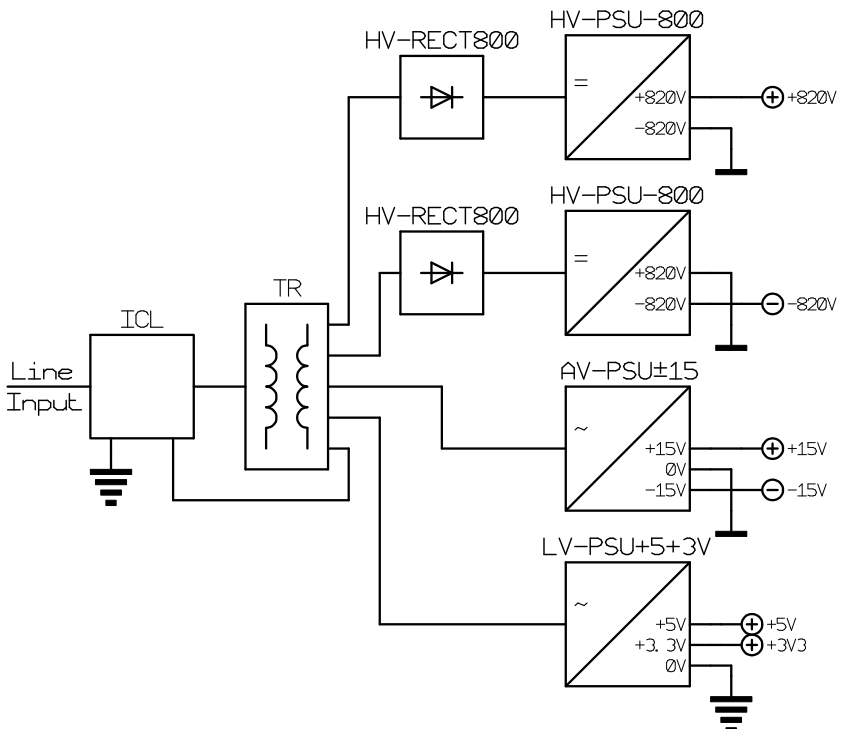 HV-PSU-800
HV-RECT800
=
+820V
-820V
+820V
HV-PSU-800
HV-RECT800
=
+820V
-820V
-820V
TR
ICL
Line
Input
AV-PSU±15
~
+15V
0V
-15V
+15V
-15V
LV-PSU+5+3V
~
+5V
+3.3V
0V
+5V
+3V3